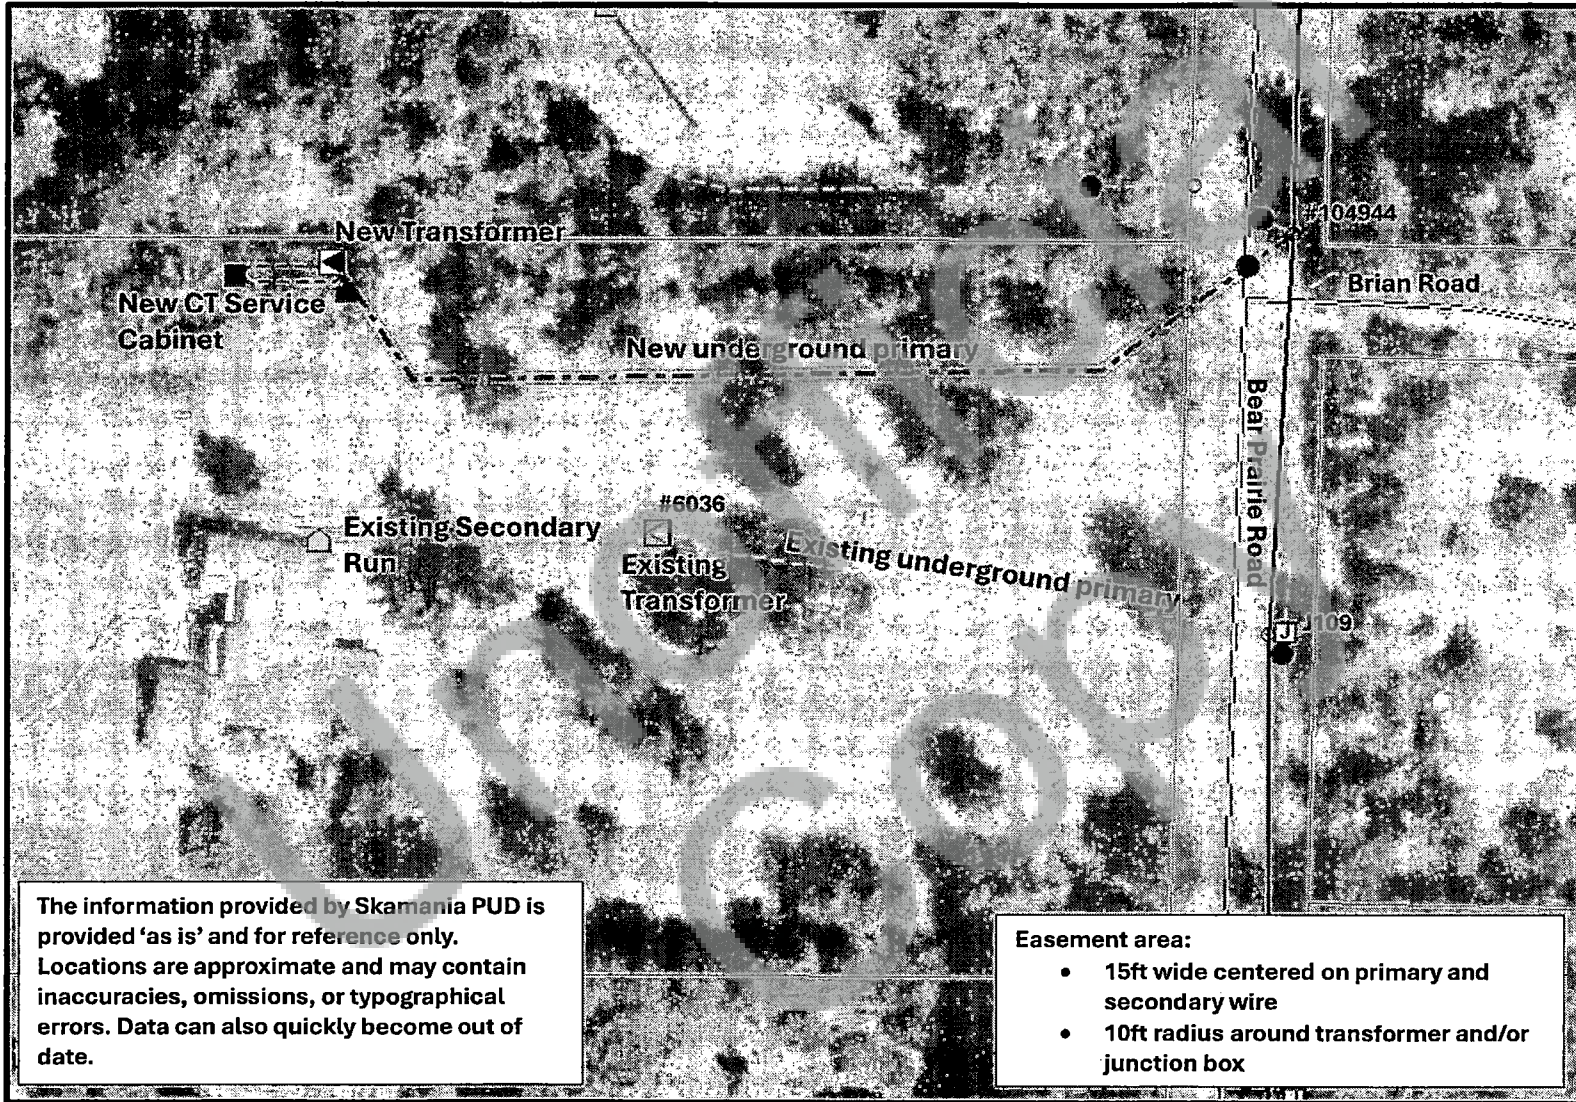 #104944
New Transformer
New CT Service
Cabinet
Brian Road
New underground primary
Bear Prairie Road
#6036
Existing Secondary
Run
Existing
Transformer
Existing underground primary
J
J109
Unofficial
Copy
The information provided by Skamania PUD is
provided ‘as is’ and for reference only.
Locations are approximate and may contain
inaccuracies, omissions, or typographical
errors. Data can also quickly become out of
date.
Easement area:
• 15ft wide centered on primary and
secondary wire
• 10ft radius around transformer and/or
junction box